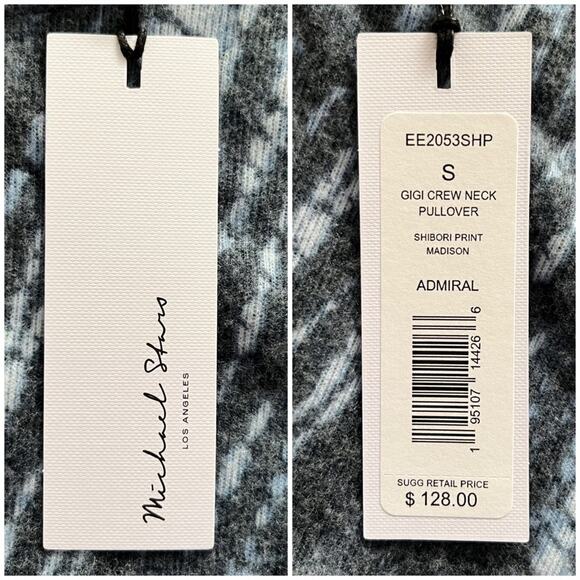 Michael Stars
LOS ANGELES
EE2053SHP
S
GIGI CREW NECK
PULLOVER
SHIBORI PRINT
MADISON
ADMIRAL
1 95107 14426 6
SUGG RETAIL PRICE
$ 128.00